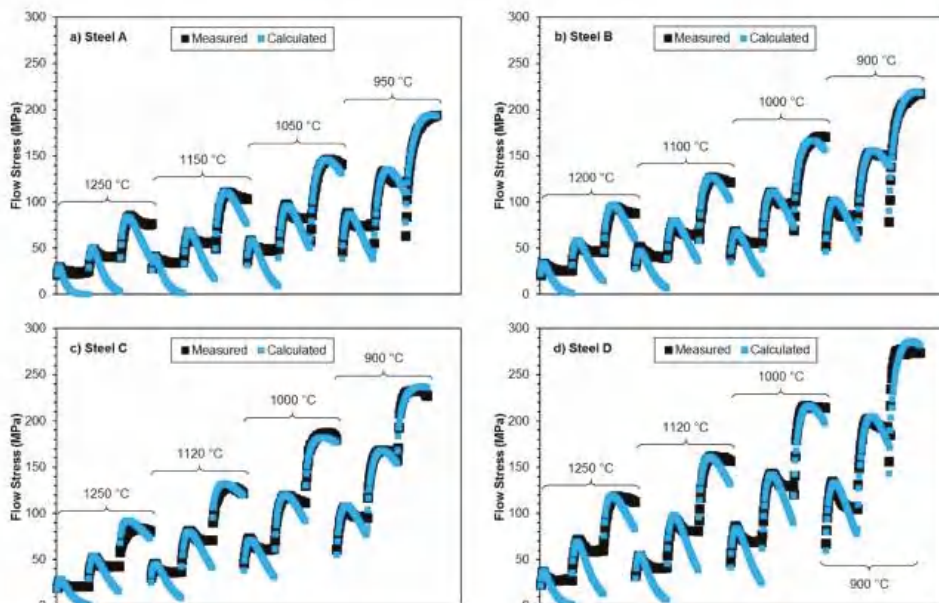 300
a) Steel A
Measured Calculated
250
950 °C
200
1050 °C
1150 °C
150
1250 °C
100
50
0
Flow Stress (MPa)
300
b) Steel B
Measured Calculated
250
900 °C
200
1000 °C
1100 °C
150
1200 °C
100
50
0
Flow Stress (MPa)
300
c) Steel C
Measured Calculated
900 °C
250
1000 °C
200
1120 °C
150
1250 °C
100
50
0
Flow Stress (MPa)
300
d) Steel D
Measured Calculated
250
1000 °C
200
1120 °C
150
1250 °C
100
50
900 °C
0
Flow Stress (MPa)